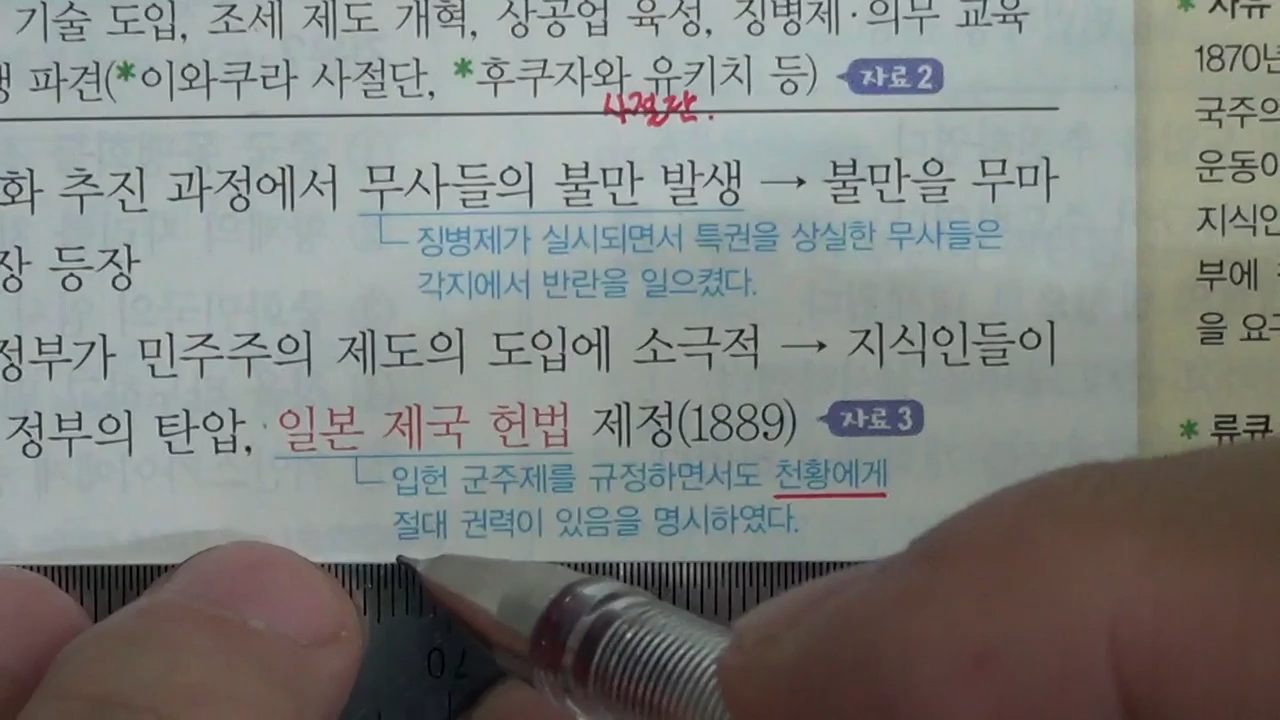 기술 도입, 조세 제도 개혁, 상공업 육성, 징병제·의무 교육
파견(*이와쿠라 사절단, *후쿠자와 유키치 등) 자료 2
사절단.
화 추진 과정에서 무사들의 불만 발생 → 불만을 무마
징병제가 실시되면서 특권을 상실한 무사들은
장 등장
각지에서 반란을 일으켰다.
정부가 민주주의 제도의 도입에 소극적 → 지식인들이
정부의 탄압, 일본 제국 헌법 제정(1889) 자료 3
입헌 군주제를 규정하면서도 천황에게
절대 권력이 있음을 명시하였다.
70
1870년
국주의
운동이
지식인
부에
을 요구
* 류큐